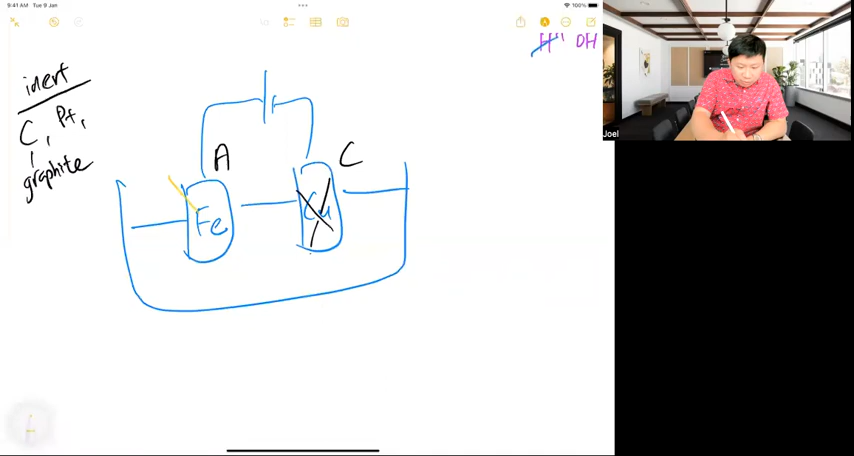 9:41 AM Tue 9 Jan
100%
OH
inert
C, Pt,
graphite
A
C
Fe
Cu
Joel